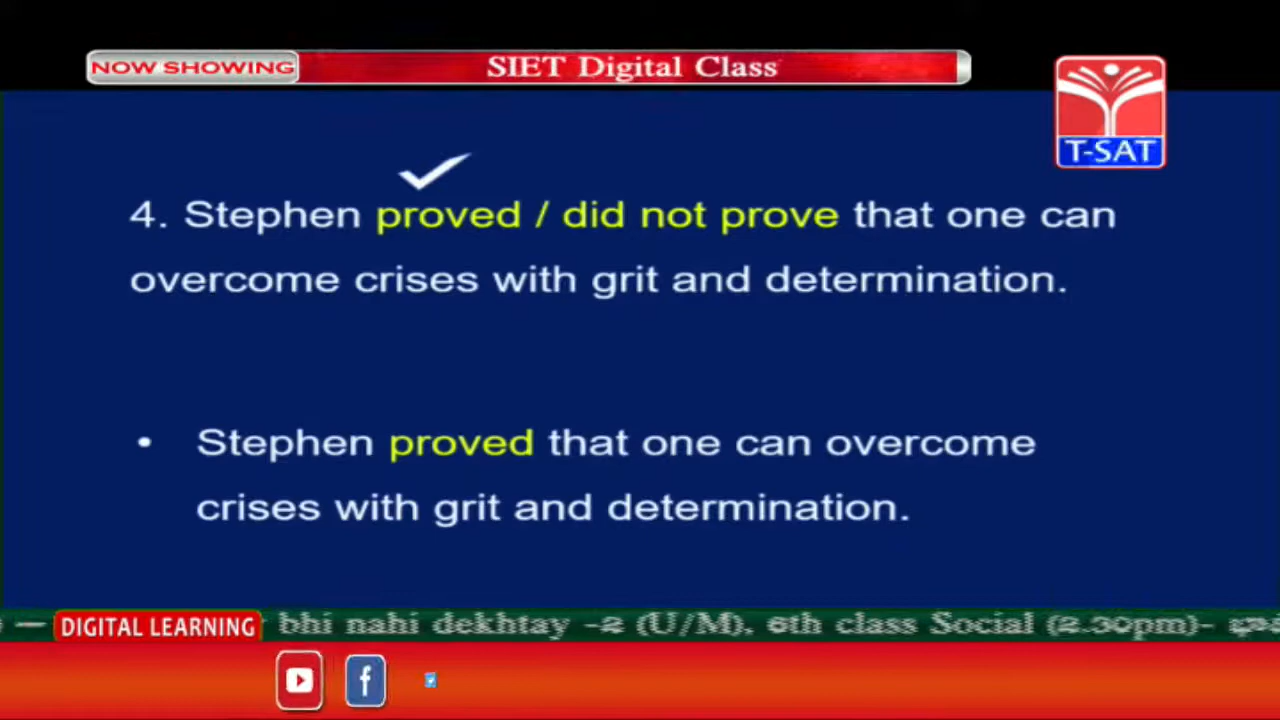 NOW SHOWING
SIET Digital Class
T-SAT
4. Stephen proved / did not prove that one can
overcome crises with grit and determination.
• Stephen proved that one can overcome
crises with grit and determination.
DIGITAL LEARNING
bhi nahi dekhtay -2 (U/M), 6th class Social (2.30pm)-